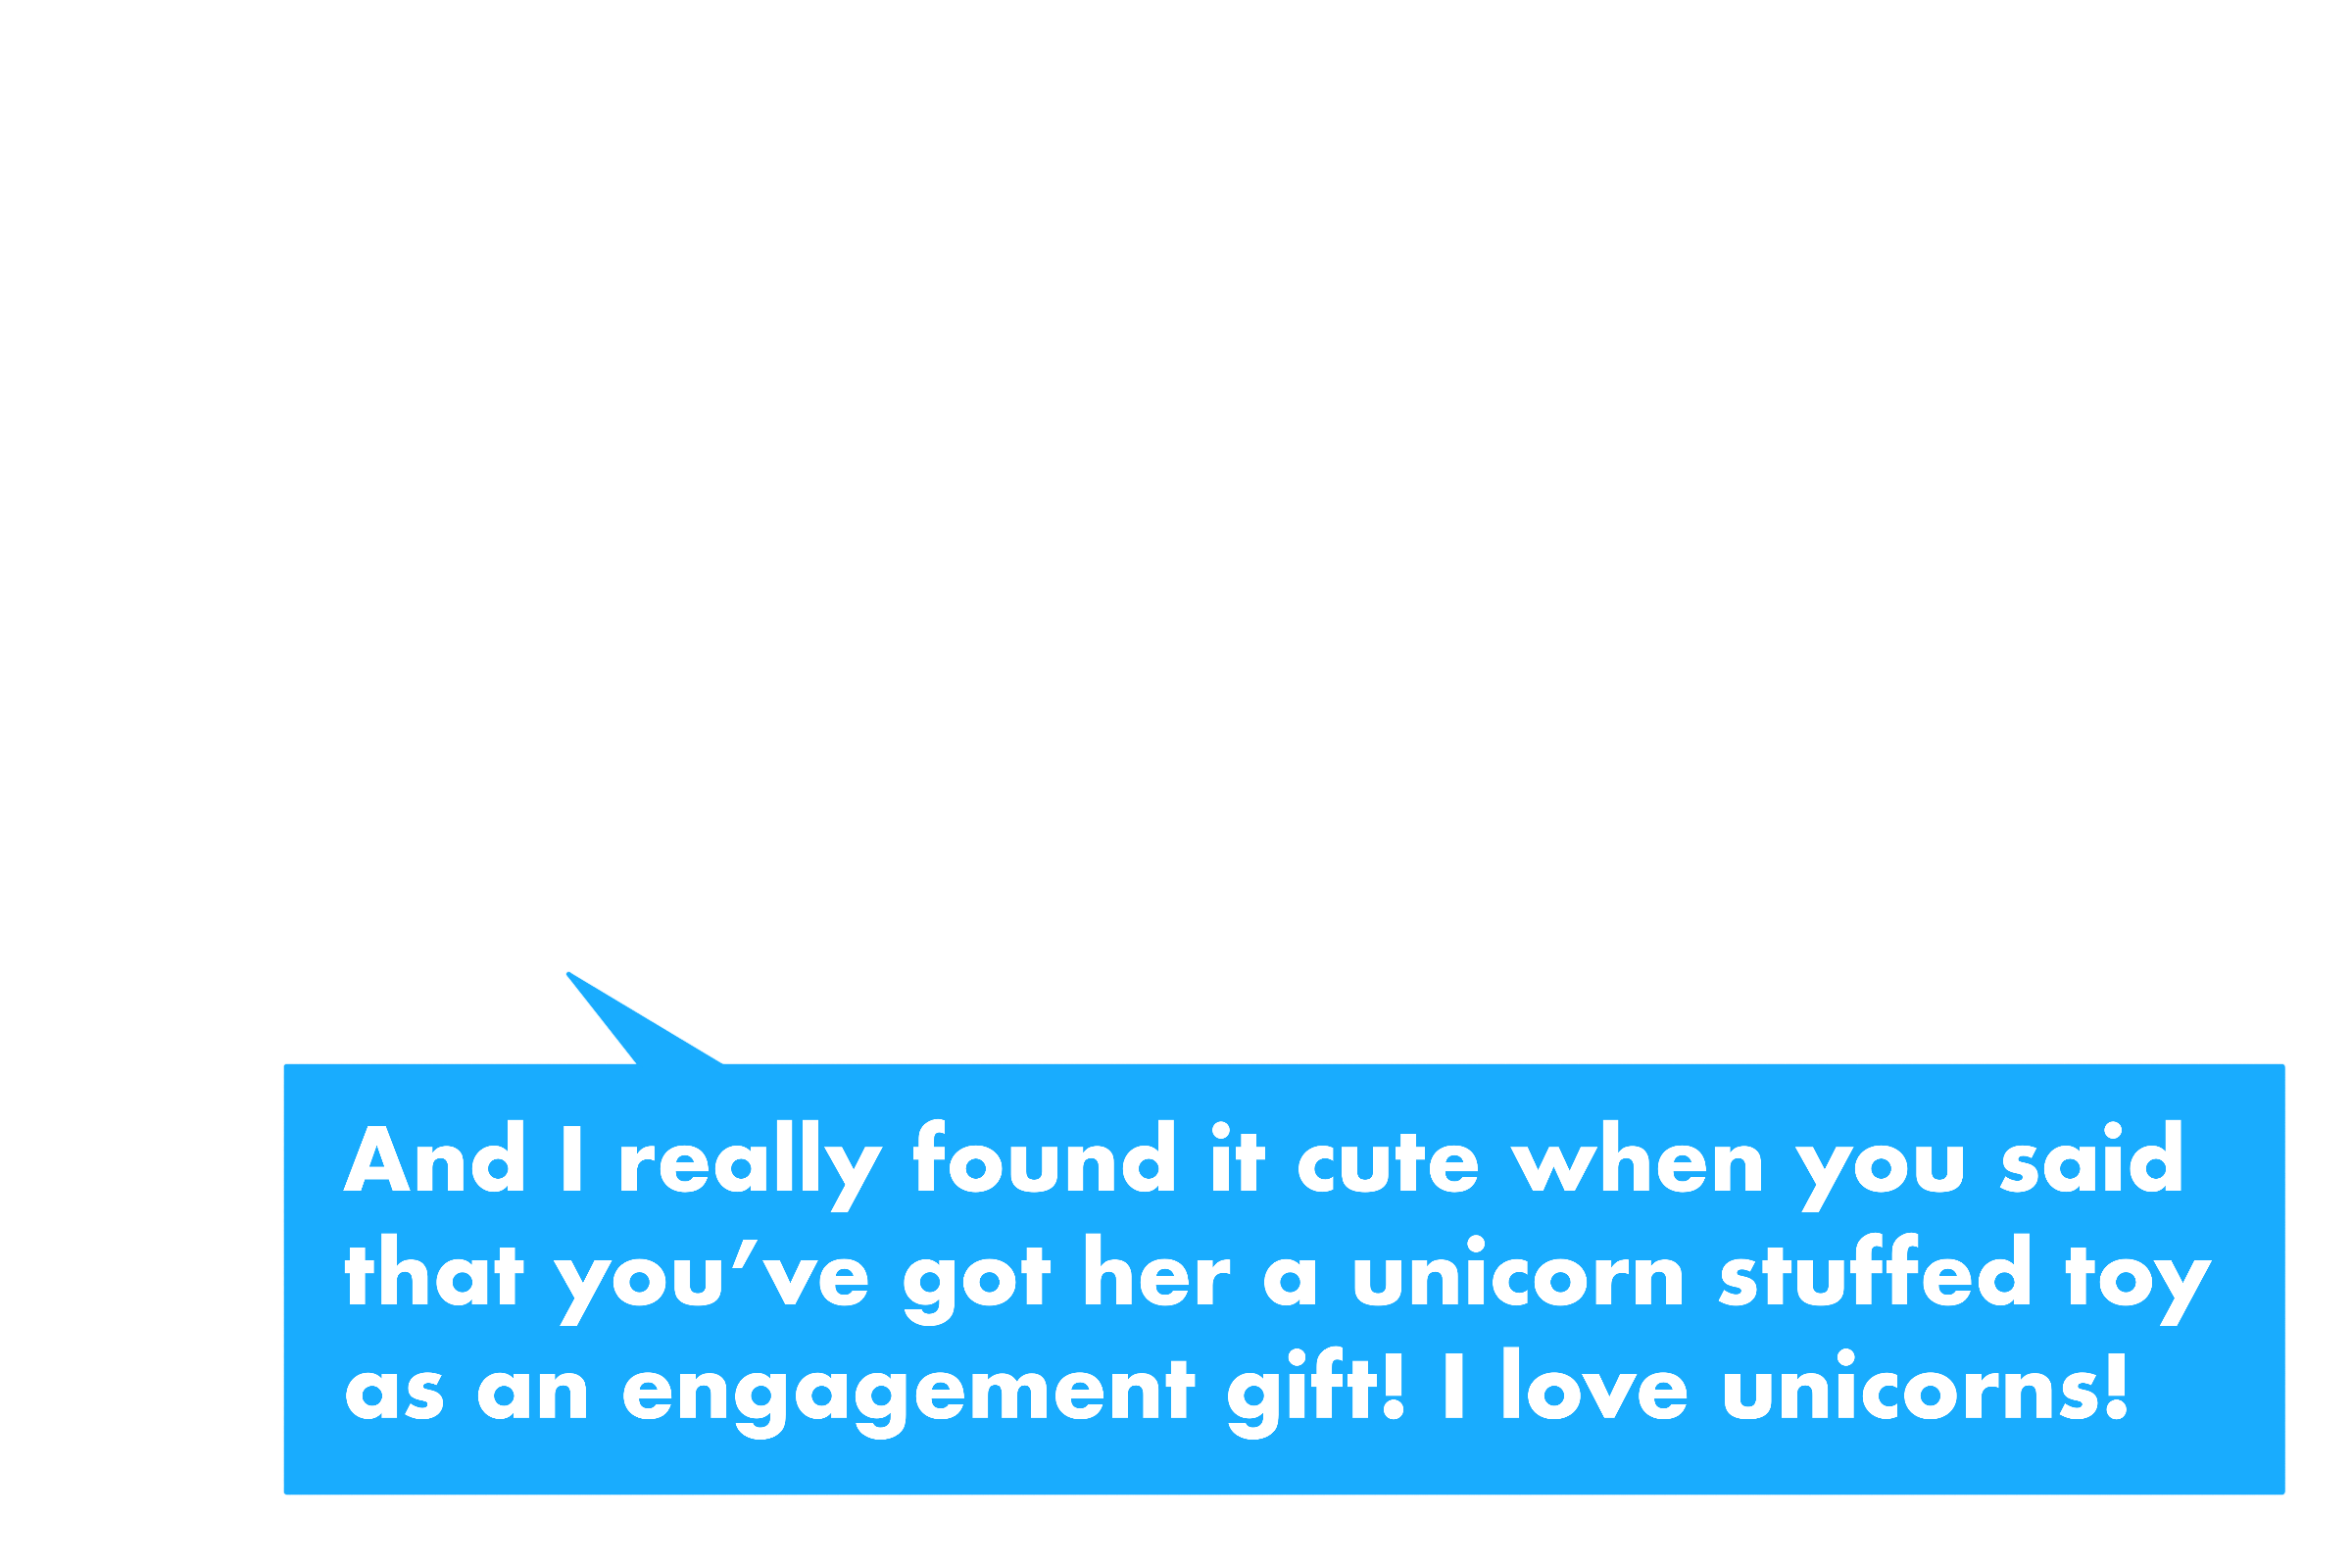 And I really found it cute when you said
that you've got her a unicorn stuffed toy
as an engagement gift! I love unicorns!